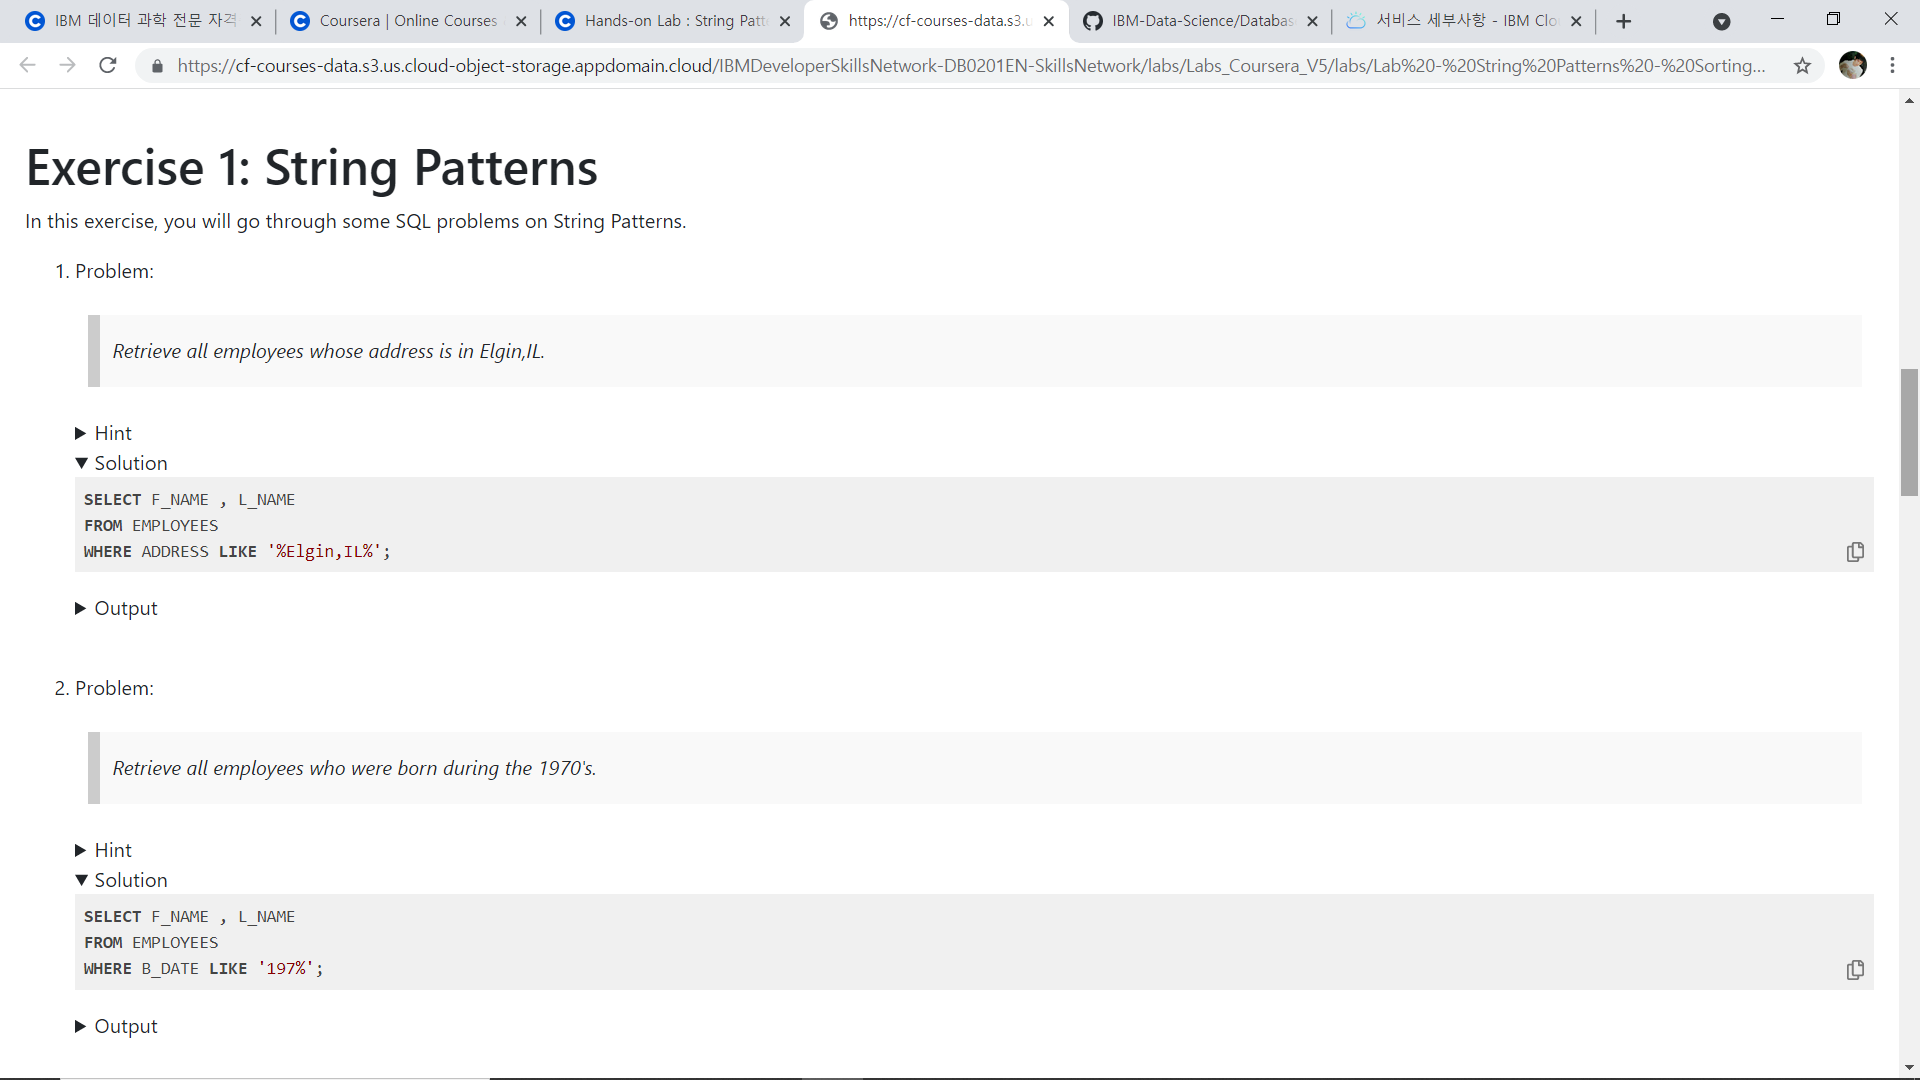 IBM 데이터 과학 전문 자격
Coursera | Online Courses
Hands-on Lab : String Patt
https://cf-courses-data.s3.u
IBM-Data-Science/Databas
서비스 세부사항 - IBM Clo
https://cf-courses-data.s3.us.cloud-object-storage.appdomain.cloud/IBMDeveloperSkillsNetwork-DB0201EN-SkillsNetwork/labs/Labs_Coursera_V5/labs/Lab%20-%20String%20Patterns%20-%20Sorting...
Exercise 1: String Patterns
In this exercise, you will go through some SQL problems on String Patterns.
1. Problem:
Retrieve all employees whose address is in Elgin,IL.
Hint
Solution
SELECT F_NAME , L_NAME
FROM EMPLOYEES
WHERE ADDRESS LIKE '%Elgin,IL%';
Output
2. Problem:
Retrieve all employees who were born during the 1970's.
Hint
Solution
SELECT F_NAME , L_NAME
FROM EMPLOYEES
WHERE B_DATE LIKE '197%';
Output